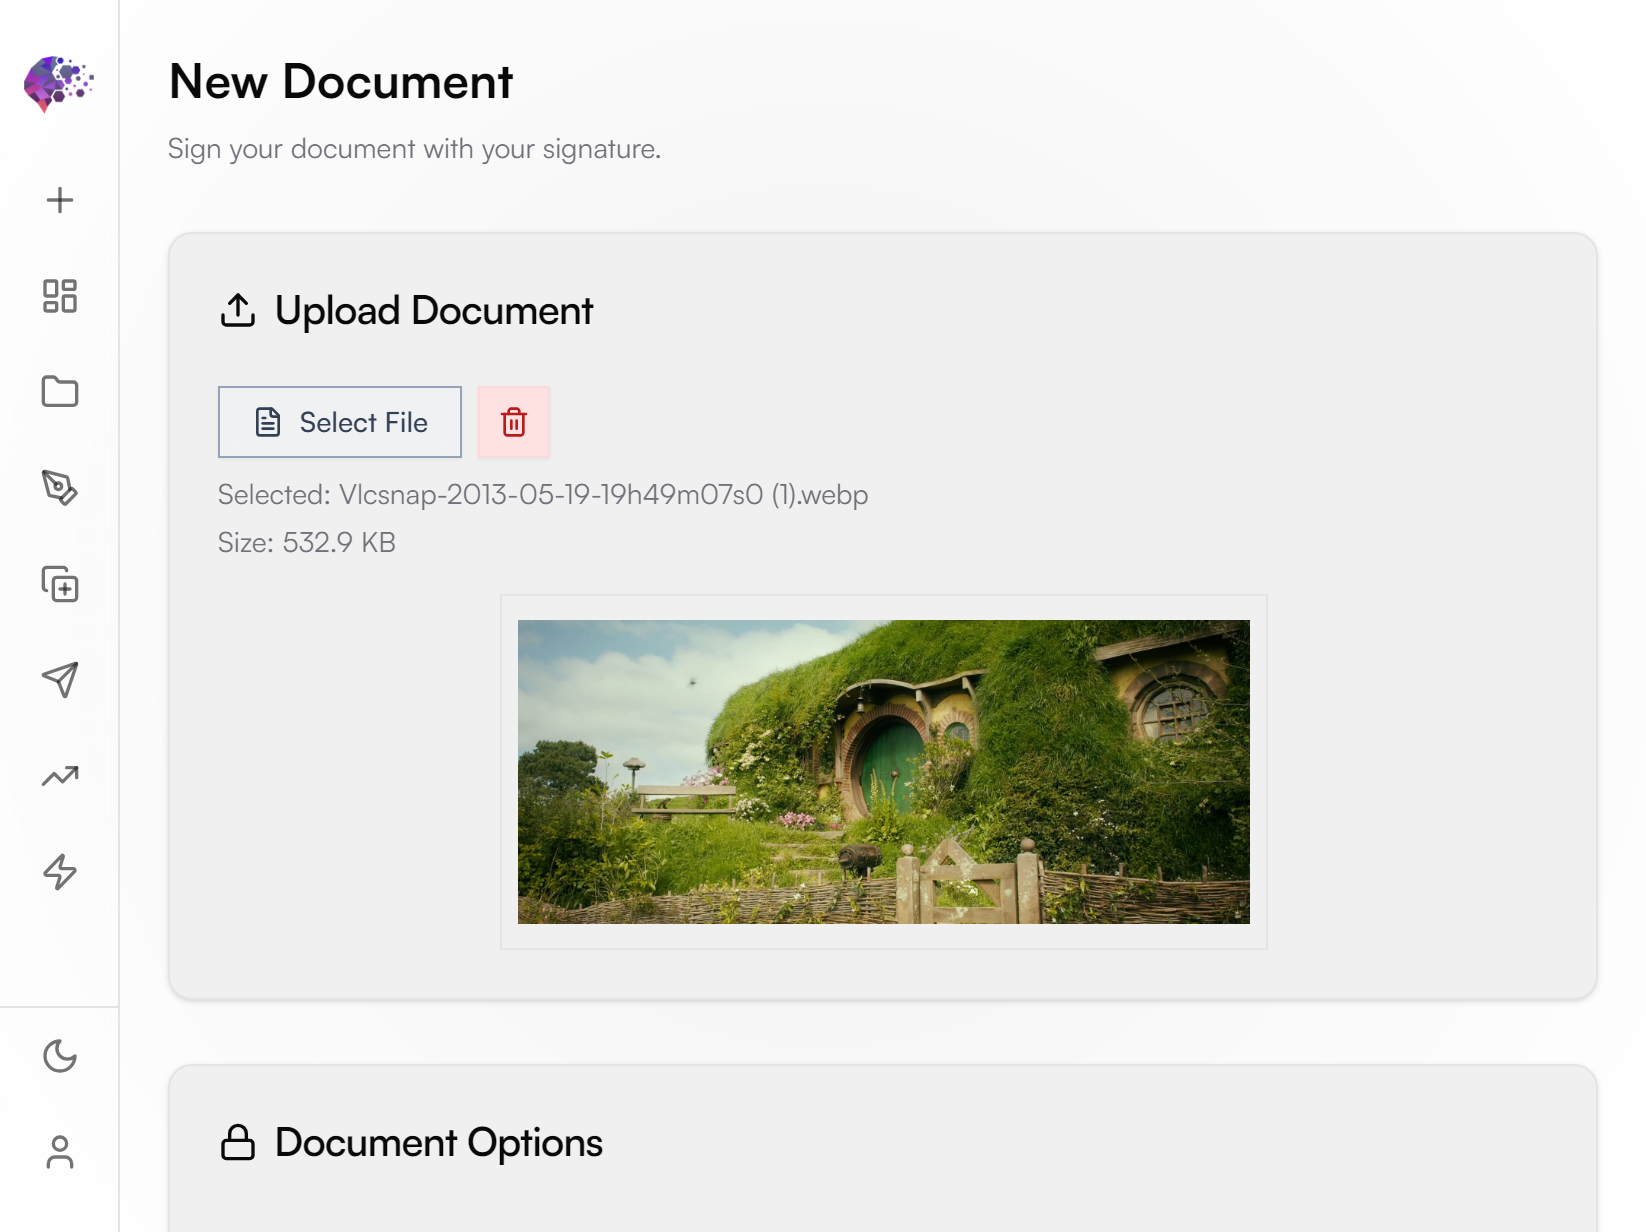 New Document
Sign your document with your signature.
Upload Document
Select File
Selected: Vlcsnap-2013-05-19-19h49m07s0 (1).webp
Size: 532.9 KB
Document Options